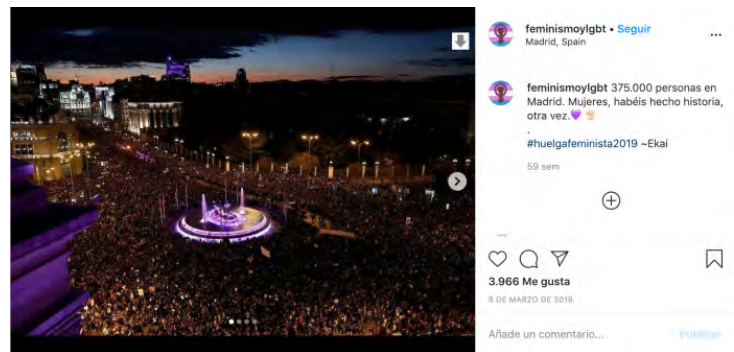 feminismoylgbt • Seguir
Madrid, Spain
feminismoylgbt 375.000 personas en
Madrid. Mujeres, habéis hecho historia,
otra vez.
.
#huelgafeminista2019 ~Ekai
59 sem
3.966 Me gusta
8 DE MARZO DE 2019
Añade un comentario...
Publicar